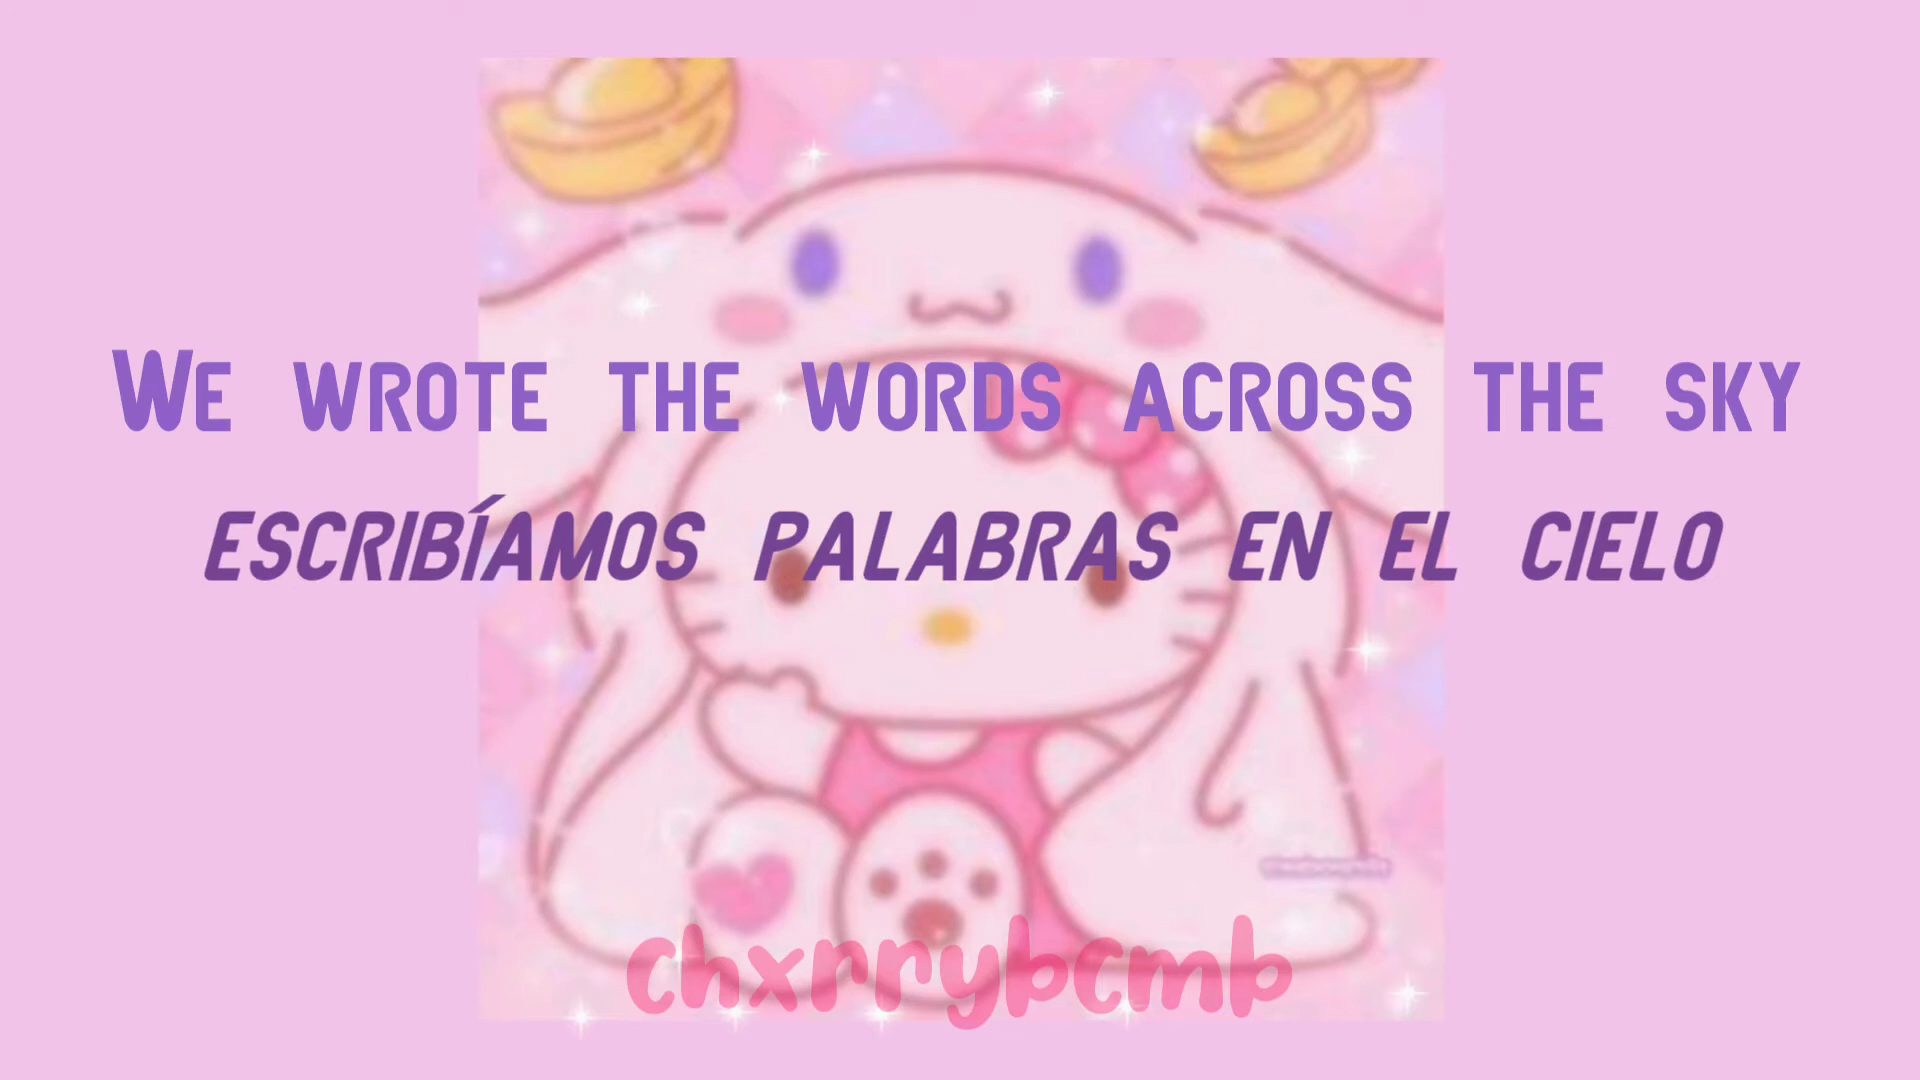 We wrote the words across the sky
escribíamos palabras en el cielo
chxrrybcmb